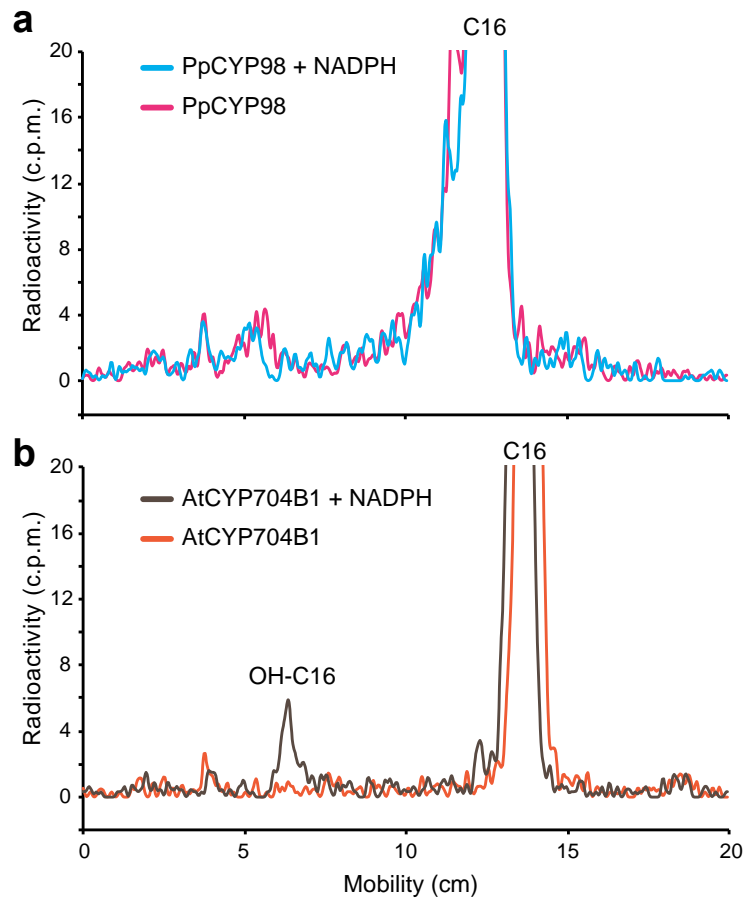 a
C16
20
PpCYP98 + NADPH
PpCYP98
16
12
8
4
0
Radioactivity (c.p.m.)
b
C16
20
AtCYP704B1 + NADPH
AtCYP704B1
16
12
8
OH-C16
4
0
Radioactivity (c.p.m.)
0 5 10 15 20
Mobility (cm)